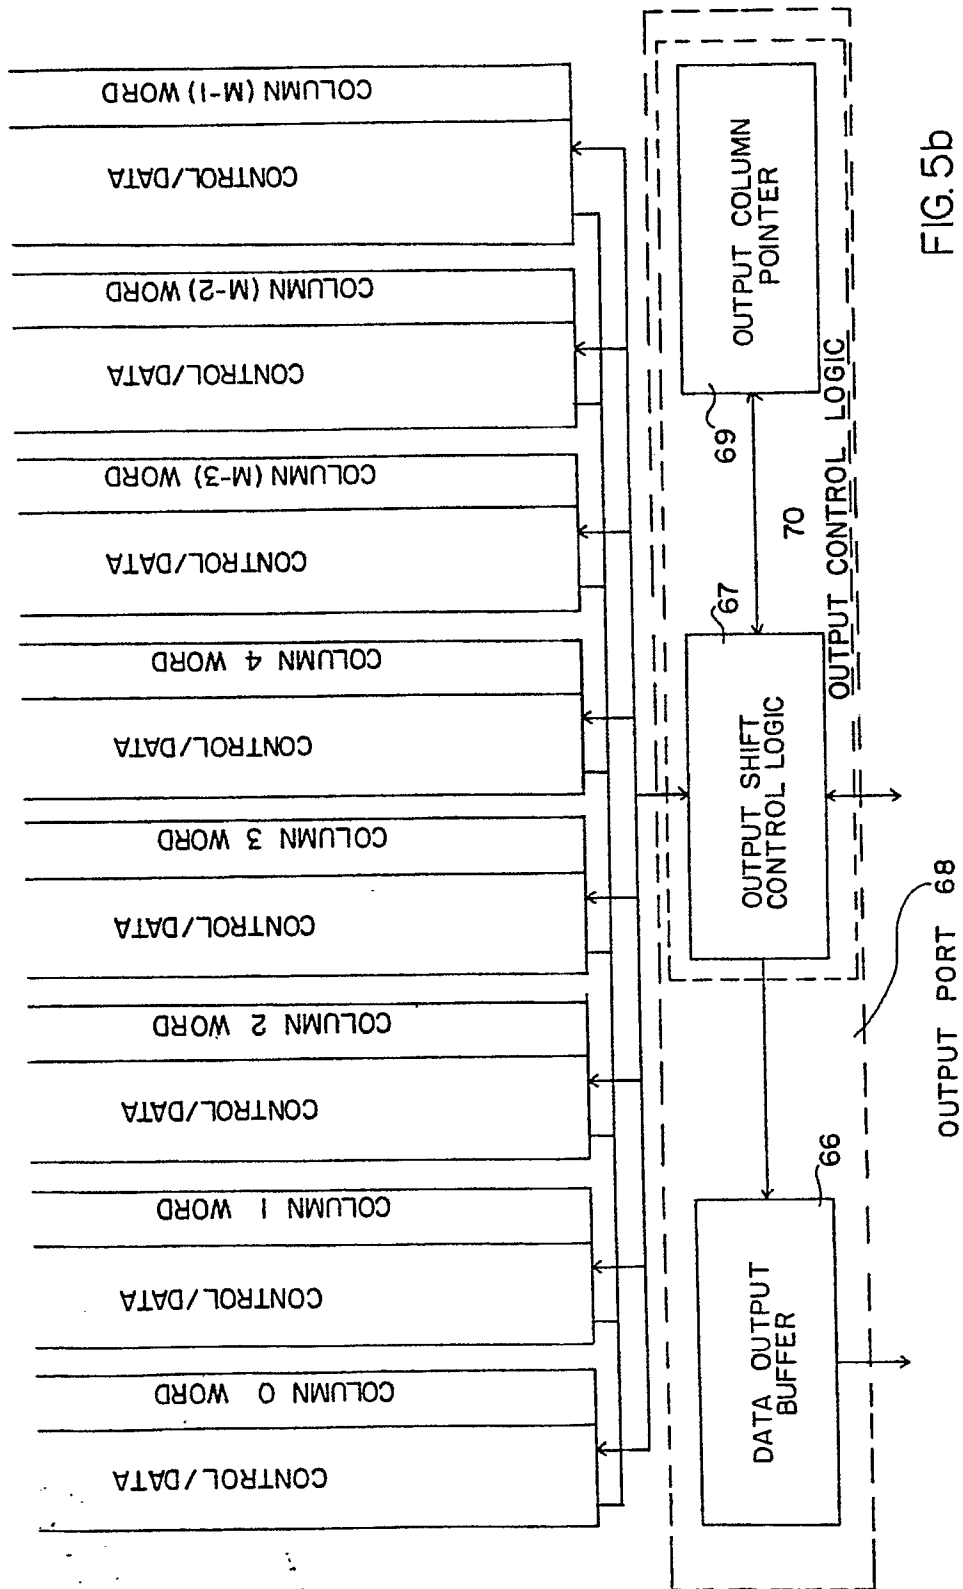 COLUMN (M-1) WORD
CONTROL/DATA
COLUMN (M-2) WORD
CONTROL/DATA
COLUMN (M-3) WORD
CONTROL/DATA
COLUMN 4 WORD
CONTROL/DATA
COLUMN 3 WORD
CONTROL/DATA
COLUMN 2 WORD
CONTROL/DATA
COLUMN 1 WORD
CONTROL/DATA
COLUMN 0 WORD
CONTROL/DATA
OUTPUT COLUMN
POINTER
69
70
OUTPUT CONTROL LOGIC
67
OUTPUT SHIFT
CONTROL LOGIC
66
DATA OUTPUT
BUFFER
OUTPUT PORT 68
FIG. 5b